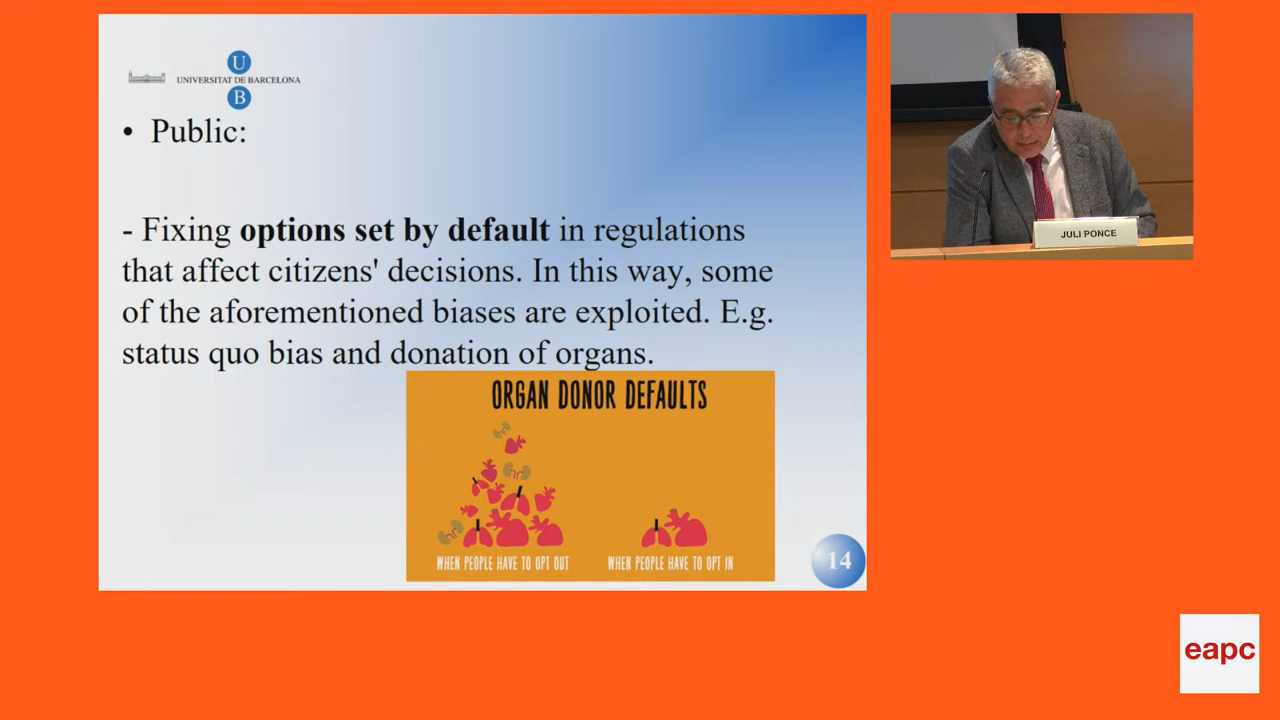 U
UNIVERSITAT DE BARCELONA
B
• Public:
- Fixing options set by default in regulations
that affect citizens' decisions. In this way, some
of the aforementioned biases are exploited. E.g.
status quo bias and donation of organs.
ORGAN DONOR DEFAULTS
WHEN PEOPLE HAVE TO OPT OUT
WHEN PEOPLE HAVE TO OPT IN
14
JULI PONCE
eapc